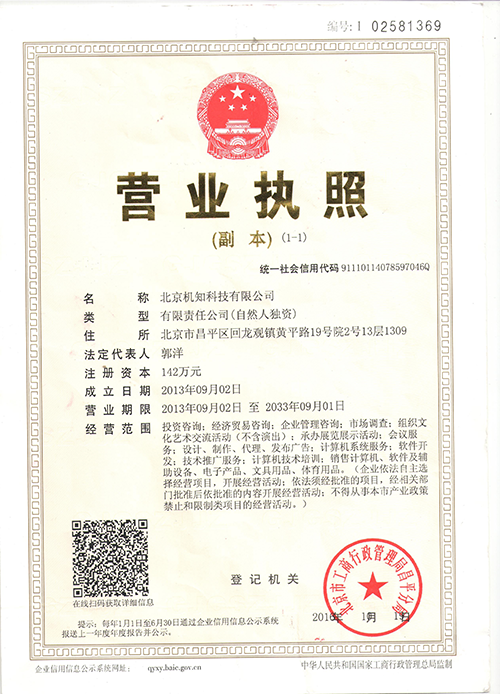 编号:1 02581369
营业执照
(副 本) (1-1)
统一社会信用代码 91110114078597046Q
名 称 北京机知科技有限公司
类 型 有限责任公司(自然人独资)
住 所 北京市昌平区回龙观镇黄平路19号院2号13层1309
法定代表人 郭洋
注册资本 142万元
成立日期 2013年09月02日
营业期限 2013年09月02日 至 2033年09月01日
经营范围 投资咨询；经济贸易咨询；企业管理咨询；市场调查；组织文
化艺术交流活动（不含演出）；承办展览展示活动；会议服
务；设计、制作、代理、发布广告；计算机系统服务；软件开
发；技术推广服务；计算机技术培训；销售计算机、软件及辅
助设备、电子产品、文具用品、体育用品。（企业依法自主选
择经营项目，开展经营活动；依法须经批准的项目，经相关部
门批准后依批准的内容开展经营活动；不得从事本市产业政策
禁止和限制类项目的经营活动。）
在线扫码获取详细信息
登记机关
北京市工商行政管理局昌平分局
提示：每年1月1日至6月30日通过企业信用信息公示系统
报送上一年度年度报告并公示。
企业信用信息公示系统网址： qyxy.baic.gov.cn
中华人民共和国国家工商行政管理总局监制